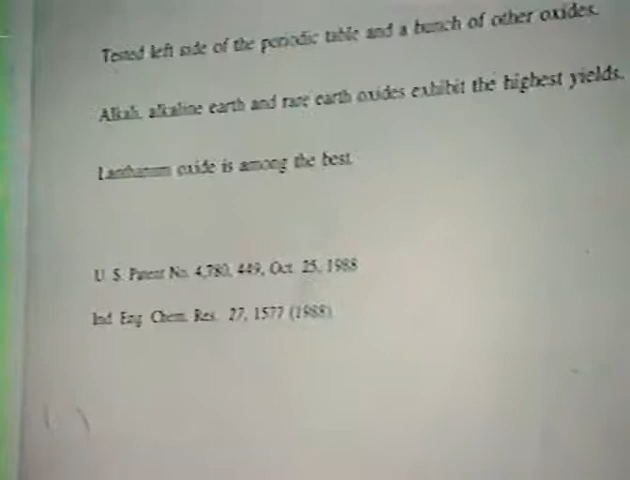 Tested left side of the periodic table and a bunch of other oxides.
Alkali, alkaline earth and rare earth oxides exhibit the highest yields.
Lanthanum oxide is among the best.
U. S. Patent No. 4,780, 449, Oct. 25, 1988
Ind. Eng. Chem. Res. 27, 1577 (1988)